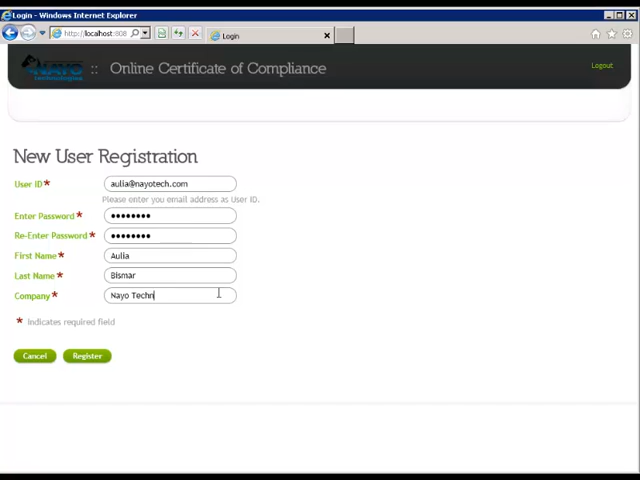 Login - Windows Internet Explorer
http://localhost:808
Login
NAYO :: Online Certificate of Compliance
Logout
New User Registration
User ID * aulia@nayotech.com
Please enter you email address as User ID.
Enter Password * ••••••••
Re-Enter Password * ••••••••
First Name * Aulia
Last Name * Bismar
Company * Nayo Techn
* Indicates required field
Cancel Register